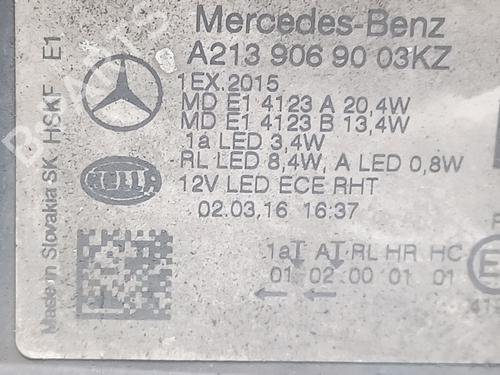 Mercedes-Benz
A213 906 90 03KZ
1EX.2015
MD E1 4123 A 20,4W
MD E1 4123 B 13,4W
1a LED 3,4W
RL LED 8,4W, A LED 0,8W
12V LED ECE RHT
02.03.16 16:37
1aT AT RL HR HC
01 02 00 01 01
E
HELLA
Made in Slovakia SK HSKF E1